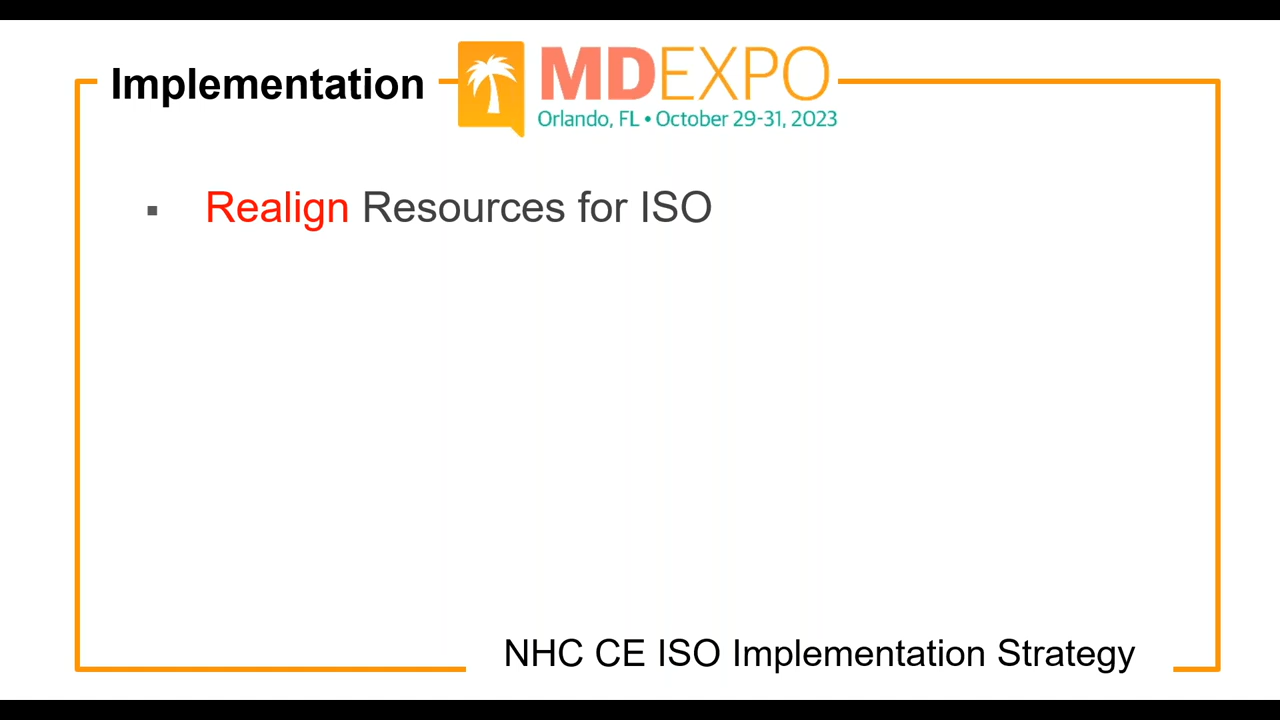 Implementation
MDEXPO
Orlando, FL • October 29-31, 2023
▪ Realign Resources for ISO
NHC CE ISO Implementation Strategy